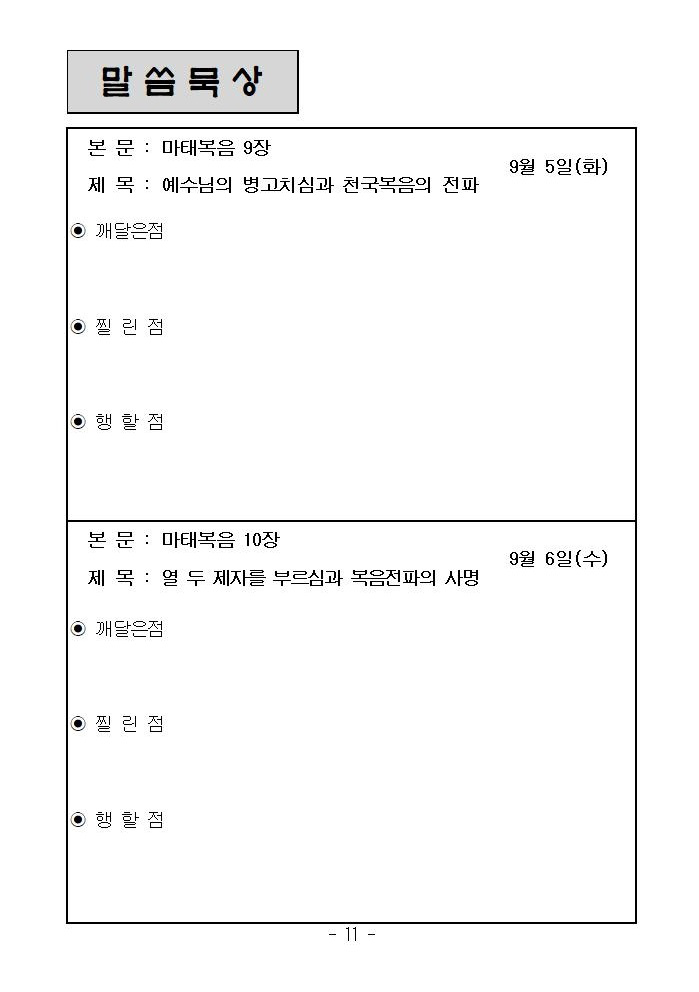 말씀묵상
본 문 : 마태복음 9장
9월 5일(화)
제 목 : 예수님의 병고치심과 천국복음의 전파
◉ 깨달은점
◉ 찔 린 점
◉ 행 할 점
본 문 : 마태복음 10장
9월 6일(수)
제 목 : 열 두 제자를 부르심과 복음전파의 사명
◉ 깨달은점
◉ 찔 린 점
◉ 행 할 점
- 11 -